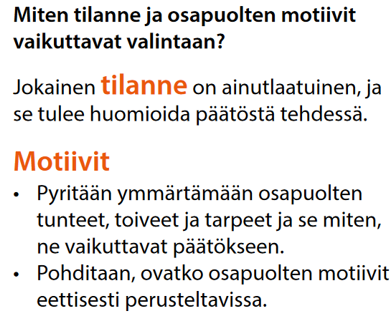 Miten tilanne ja osapuolten motiivit
vaikuttavat valintaan?
Jokainen tilanne on ainutlaatuinen, ja
se tulee huomioida päätöstä tehdessä.
Motiivit
• Pyritään ymmärtämään osapuolten
tunteet, toiveet ja tarpeet ja se miten,
ne vaikuttavat päätökseen.
• Pohditaan, ovatko osapuolten motiivit
eettisesti perusteltavissa.